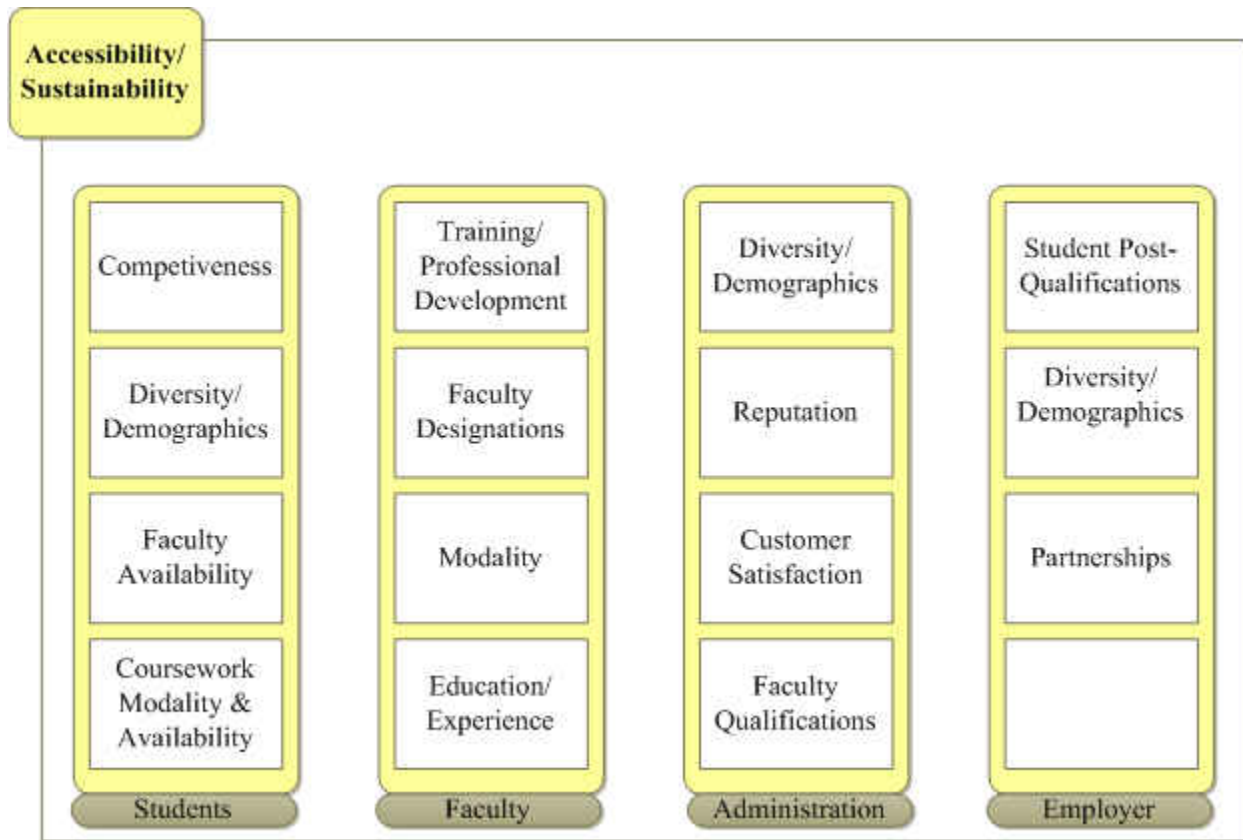 Accessibility/
Sustainability
Competiveness
Diversity/
Demographics
Faculty
Availability
Coursework
Modality &
Availability
Students
Training/
Professional
Development
Faculty
Designations
Modality
Education/
Experience
Faculty
Diversity/
Demographics
Reputation
Customer
Satisfaction
Faculty
Qualifications
Administration
Student Post-
Qualifications
Diversity/
Demographics
Partnerships
Employer